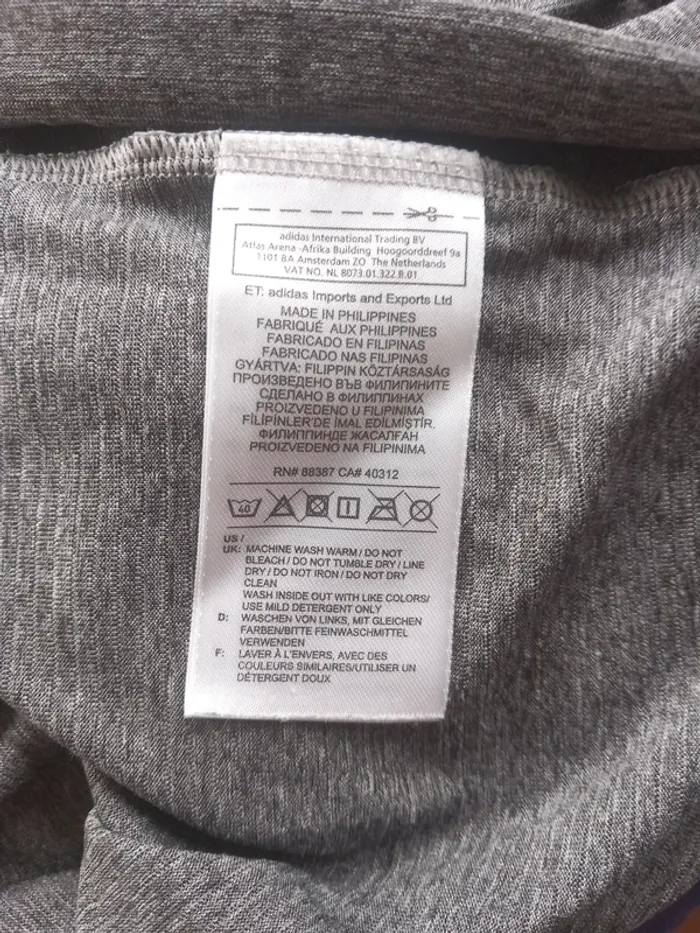 adidas International Trading BV
Atlas Arena -Afrika Building Hoogoorddreef 9a
1101 BA Amsterdam ZO The Netherlands
VAT NO. NL 8073.01.322.B.01
ET: adidas Imports and Exports Ltd
MADE IN PHILIPPINES
FABRIQUÉ AUX PHILIPPINES
FABRICADO EN FILIPINAS
FABRICADO NAS FILIPINAS
GYÁRTVA: FILIPPIN KÖZTÁRSASÁG
ПРОИЗВЕДЕНО ВЪВ ФИЛИПИНИТЕ
СДЕЛАНО В ФИЛИППИНАХ
PROIZVEDENO U FILIPINIMA
FİLİPİNLER'DE İMAL EDİLMİŞTİR.
ФИЛИППИНДЕ ЖАСАЛҒАН
PROIZVEDENO NA FILIPINIMA
RN# 88387 CA# 40312
40
US /
UK: MACHINE WASH WARM / DO NOT
BLEACH / DO NOT TUMBLE DRY / LINE
DRY / DO NOT IRON / DO NOT DRY
CLEAN
WASH INSIDE OUT WITH LIKE COLORS/
USE MILD DETERGENT ONLY
D: WASCHEN VON LINKS, MIT GLEICHEN
FARBEN/BITTE FEINWASCHMITTEL
VERWENDEN
F: LAVER À L'ENVERS, AVEC DES
COULEURS SIMILAIRES/UTILISER UN
DÉTERGENT DOUX